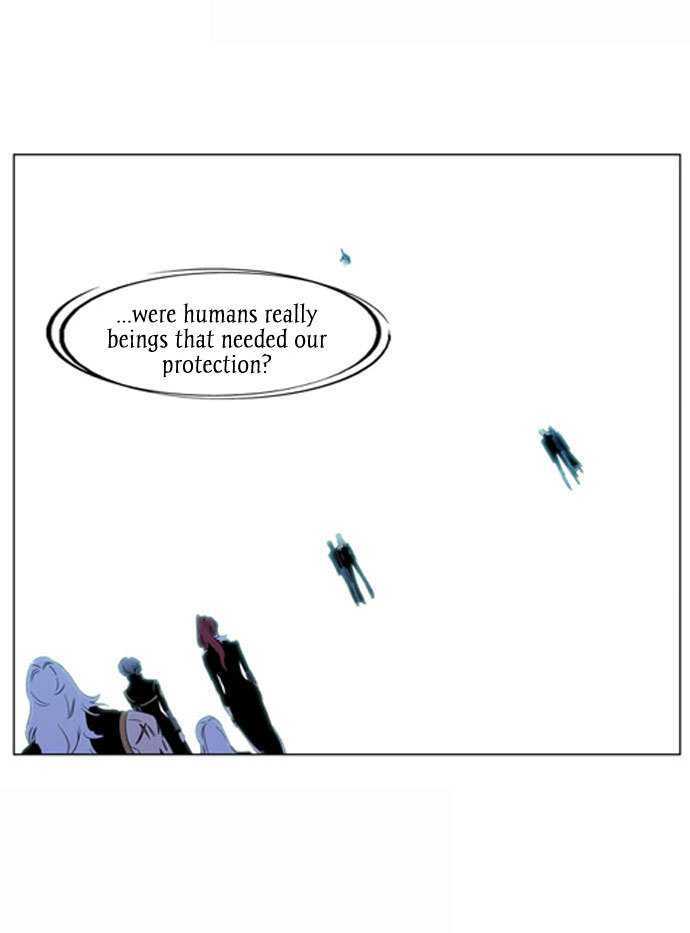 ...were humans really
beings that needed our
protection?